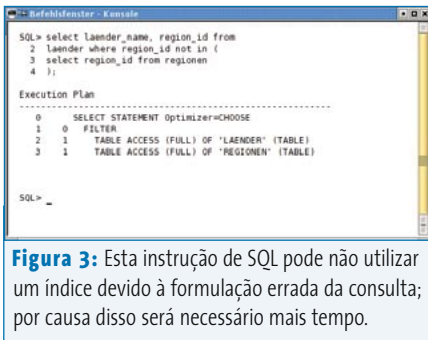 Befehlsfenster - Konsole
SQL> select laender_name, region_id from
2 laender where region_id not in (
3 select region_id from regionen
4 );
Execution Plan
----------------------------------------------------------
0 SELECT STATEMENT Optimizer=CHOOSE
1 0 FILTER
2 1 TABLE ACCESS (FULL) OF 'LAENDER' (TABLE)
3 1 TABLE ACCESS (FULL) OF 'REGIONEN' (TABLE)
SQL> _
Figura 3: Esta instrução de SQL pode não utilizar
um índice devido à formulação errada da consulta;
por causa disso será necessário mais tempo.